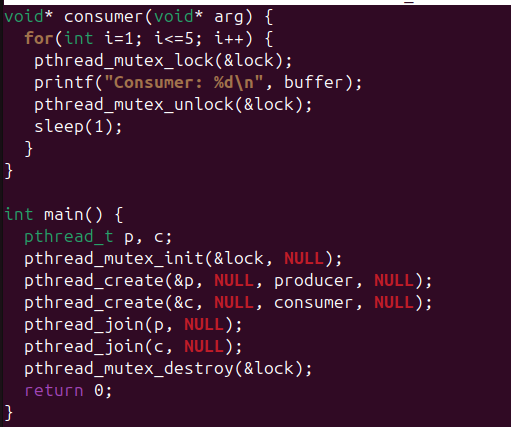 void* consumer(void* arg) {
  for(int i=1; i<=5; i++) {
   pthread_mutex_lock(&lock);
   printf("Consumer: %d\n", buffer);
   pthread_mutex_unlock(&lock);
   sleep(1);
  }
}

int main() {
  pthread_t p, c;
  pthread_mutex_init(&lock, NULL);
  pthread_create(&p, NULL, producer, NULL);
  pthread_create(&c, NULL, consumer, NULL);
  pthread_join(p, NULL);
  pthread_join(c, NULL);
  pthread_mutex_destroy(&lock);
  return 0;
}